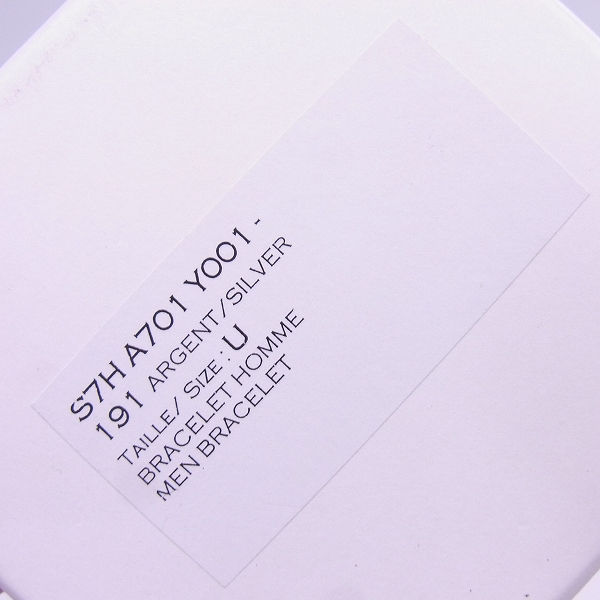 S7H A701 Y001 -
191 ARGENT/SILVER
TAILLE/ SIZE: U
BRACELET HOMME
MEN BRACELET